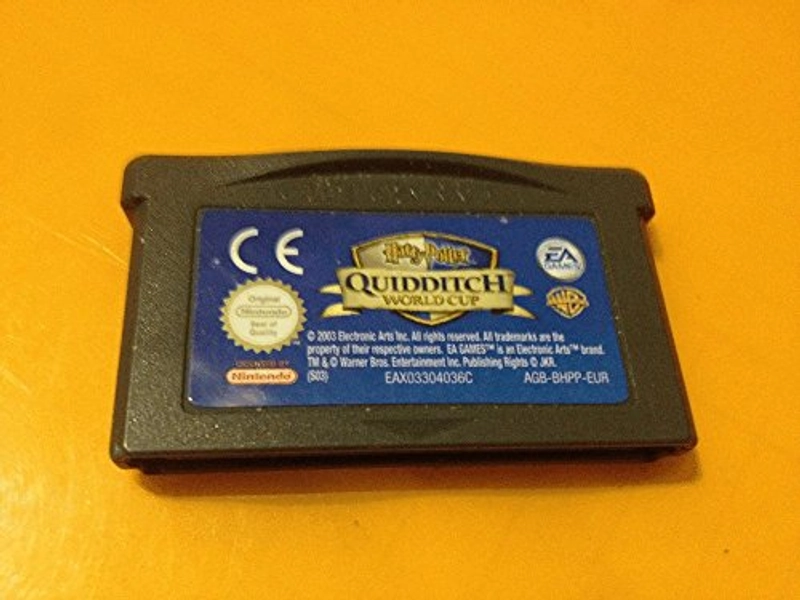 CE
Harry Potter
QUIDDITCH
WORLD CUP
EA
GAMES
WB
Original
Nintendo
Seal of
Quality
LICENSED BY
Nintendo
© 2003 Electronic Arts Inc. All rights reserved. All trademarks are the
property of their respective owners. EA GAMES™ is an Electronic Arts™ brand.
TM & © Warner Bros. Entertainment Inc. Publishing Rights © JKR.
(S03) EAX03304036C AGB-BHPP-EUR